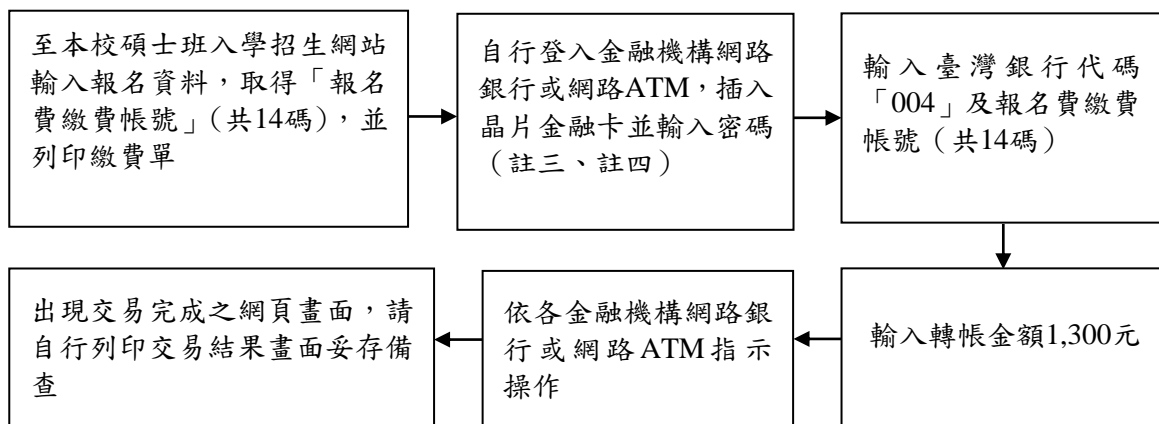 至本校碩士班入學招生網站
輸入報名資料，取得「報名
費繳費帳號」（共14碼），並
列印繳費單
自行登入金融機構網路
銀行或網路ATM，插入
晶片金融卡並輸入密碼
（註三、註四）
輸入臺灣銀行代碼
「004」及報名費繳費
帳號（共14碼）
輸入轉帳金額1,300元
依各金融機構網路銀
行或網路ATM指示
操作
出現交易完成之網頁畫面，請
自行列印交易結果畫面妥存備
查